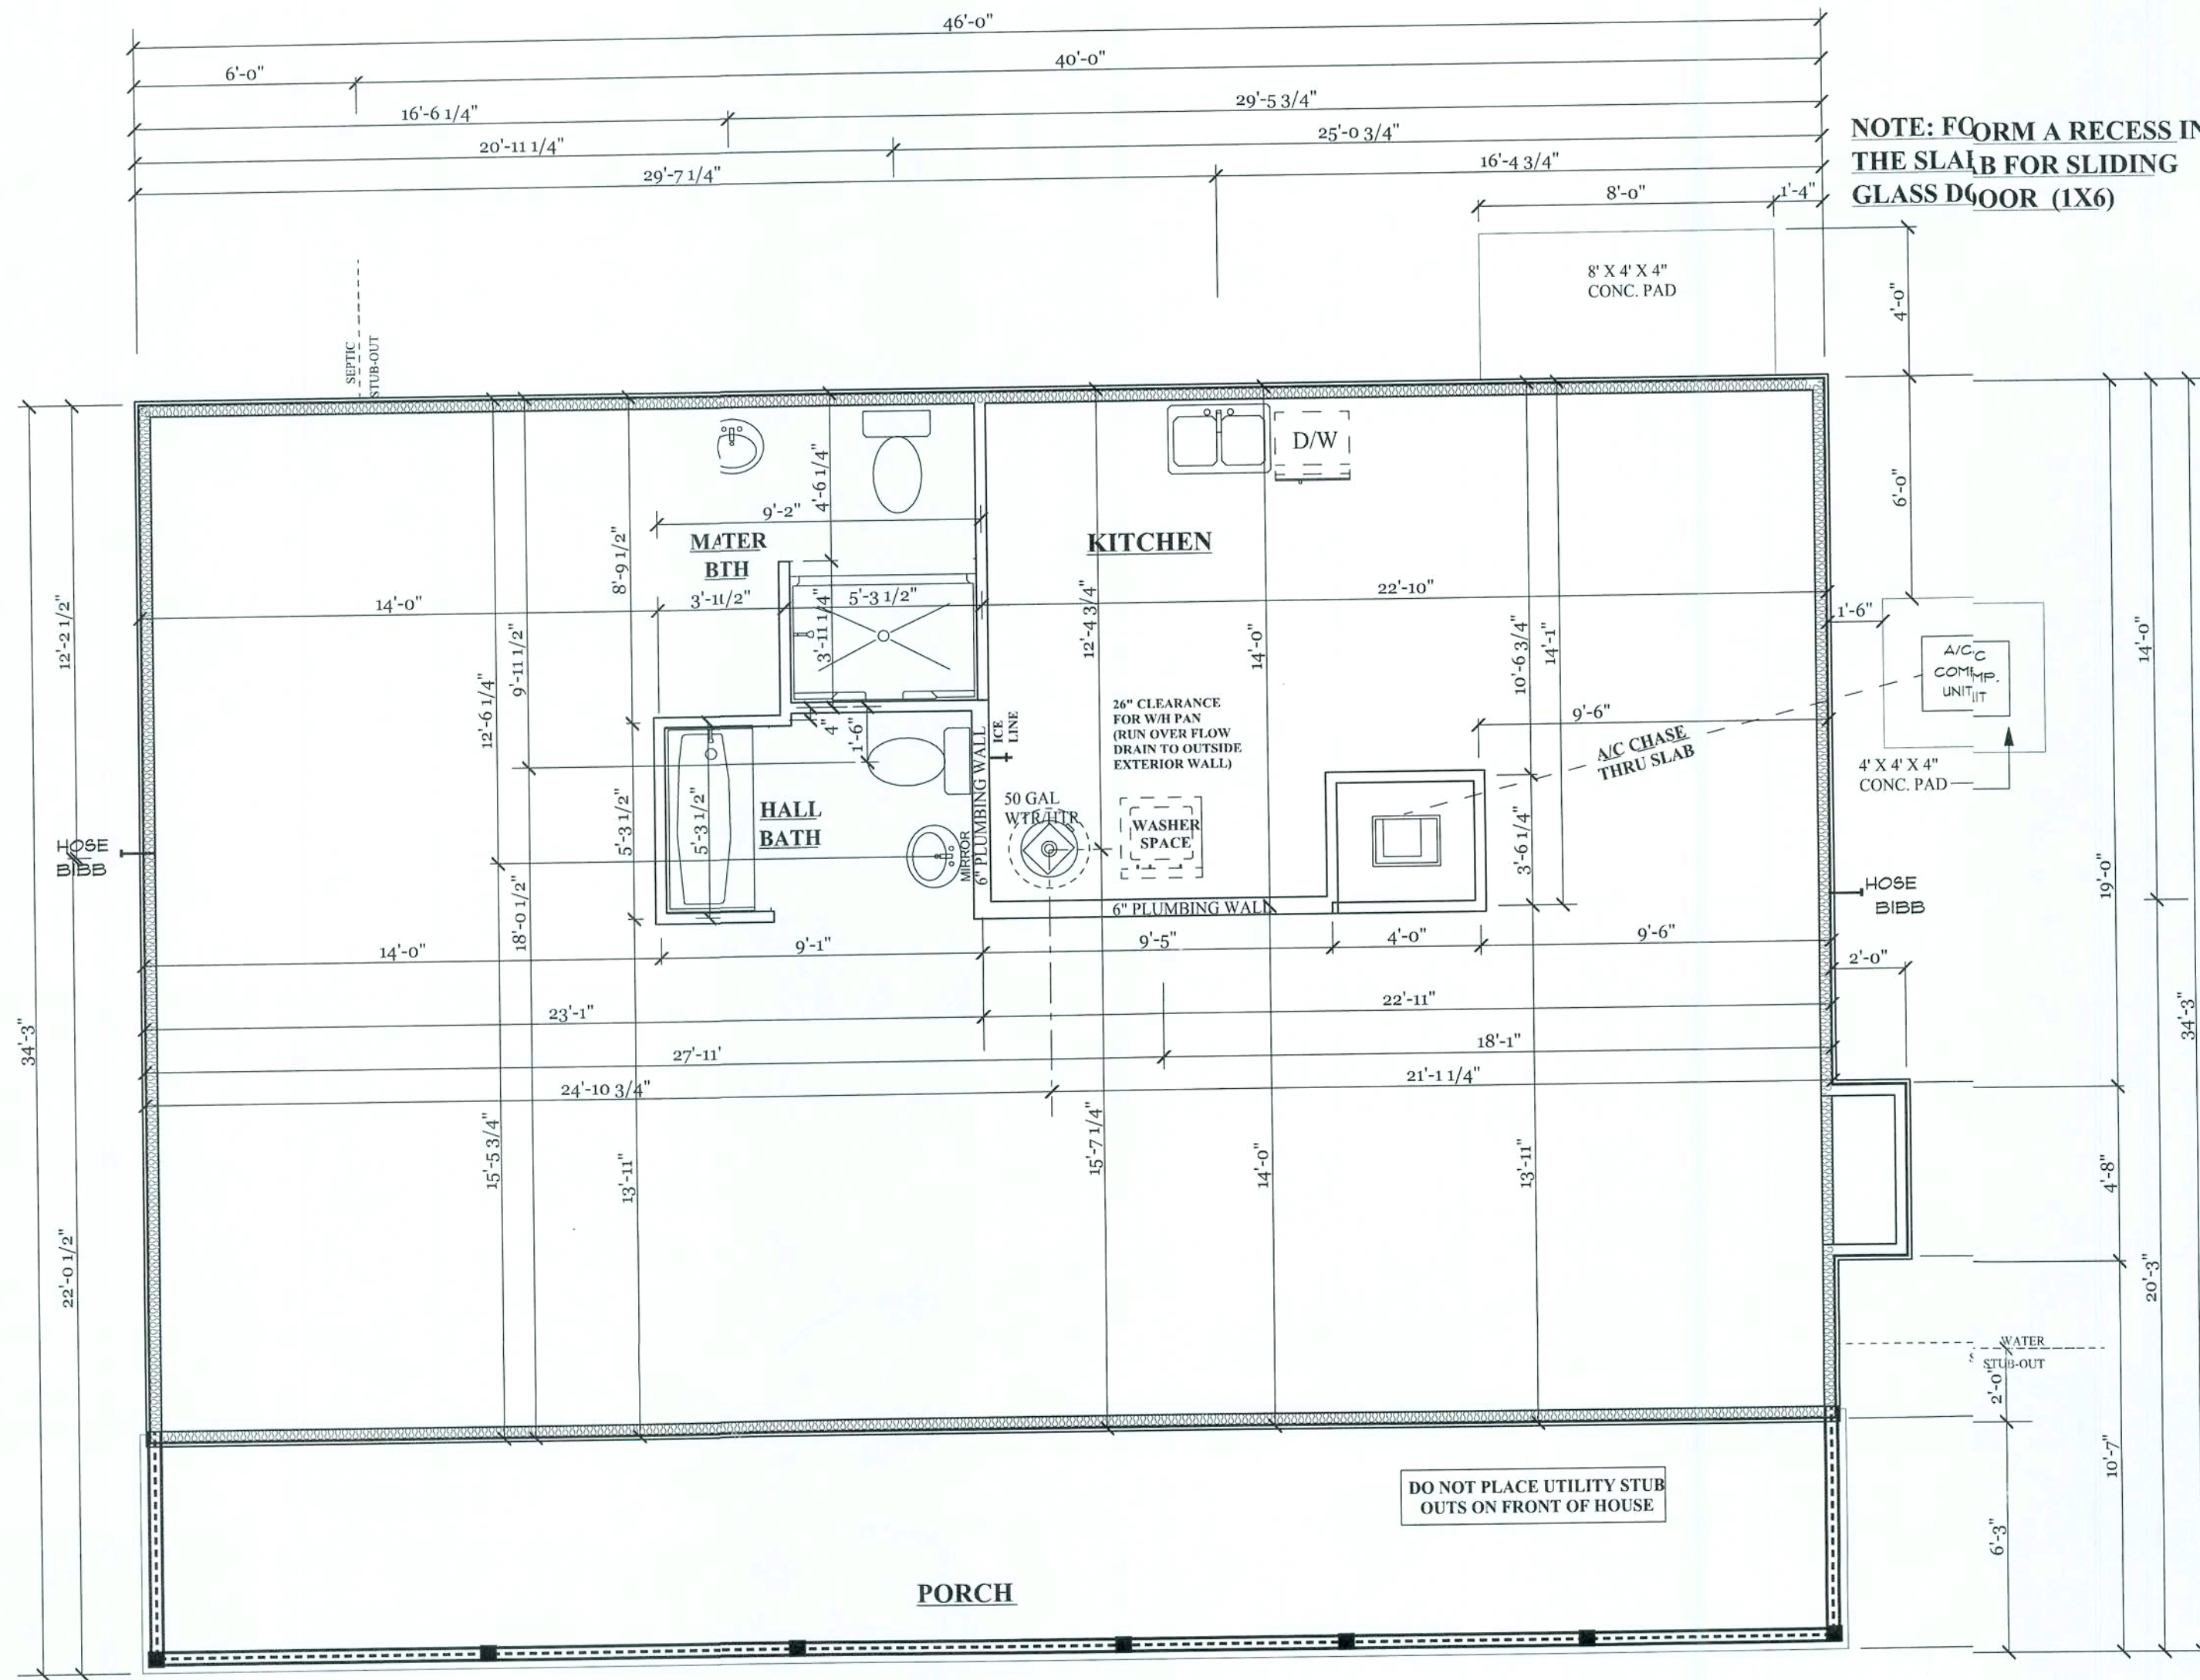 46'-0"
6'-0"
40'-0"
16'-6 1/4"
29'-5 3/4"
20'-11 1/4"
25'-0 3/4"
29'-7 1/4"
16'-4 3/4"
8'-0"
1'-4"
NOTE: FOORM A RECESS IN
THE SLAB FOR SLIDING
GLASS DOOR (1X6)
8' X 4' X 4"
CONC. PAD
4'-0"
SEPTIC
STUB-OUT
D/W
4'-6 1/4"
6'-0"
9'-2"
MATER
BTH
KITCHEN
8'-9 1/2"
14'-0"
3'-11/2"
3'-11 1/4"
5'-3 1/2"
12'-4 3/4"
22'-10"
12'-2 1/2"
9'-11 1/2"
12'-6 1/4"
14'-0"
10'-6 3/4"
14'-1"
1'-6"
14'-0"
A/C
COMP.
UNIT
26" CLEARANCE
FOR W/H PAN
(RUN OVER FLOW
DRAIN TO OUTSIDE
EXTERIOR WALL)
4"
1'-6"
ICE
LINE
9'-6"
A/C CHASE
THRU SLAB
4' X 4' X 4"
CONC. PAD
50 GAL
WTR/HTR
WASHER
SPACE
HALL
BATH
5'-3 1/2"
5'-3 1/2"
MIRROR
6" PLUMBING WALL
3'-6 1/4"
HOSE
BIBB
HOSE
BIBB
19'-0"
6" PLUMBING WALL
18'-0 1/2"
14'-0"
9'-1"
9'-5"
4'-0"
9'-6"
2'-0"
23'-1"
22'-11"
34'-3"
34'-3"
27'-11'
18'-1"
24'-10 3/4"
21'-1 1/4"
15'-5 3/4"
13'-11"
15'-7 1/4"
14'-0"
13'-11"
4'-8"
22'-0 1/2"
20'-3"
WATER
STUB-OUT
2'-0"
10'-7"
DO NOT PLACE UTILITY STUB
OUTS ON FRONT OF HOUSE
6'-3"
PORCH